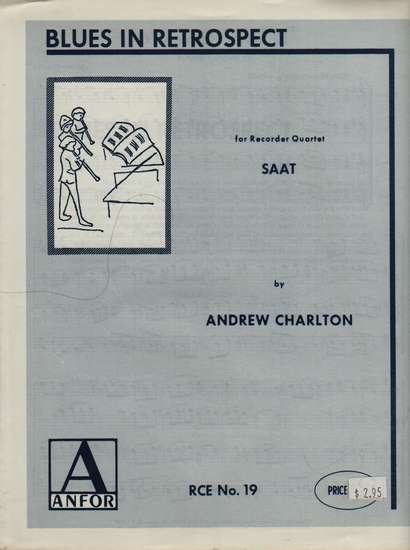 BLUES IN RETROSPECT
for Recorder Quartet
SAAT
by
ANDREW CHARLTON
A
ANFOR
RCE No. 19
PRICE
$ 2.95